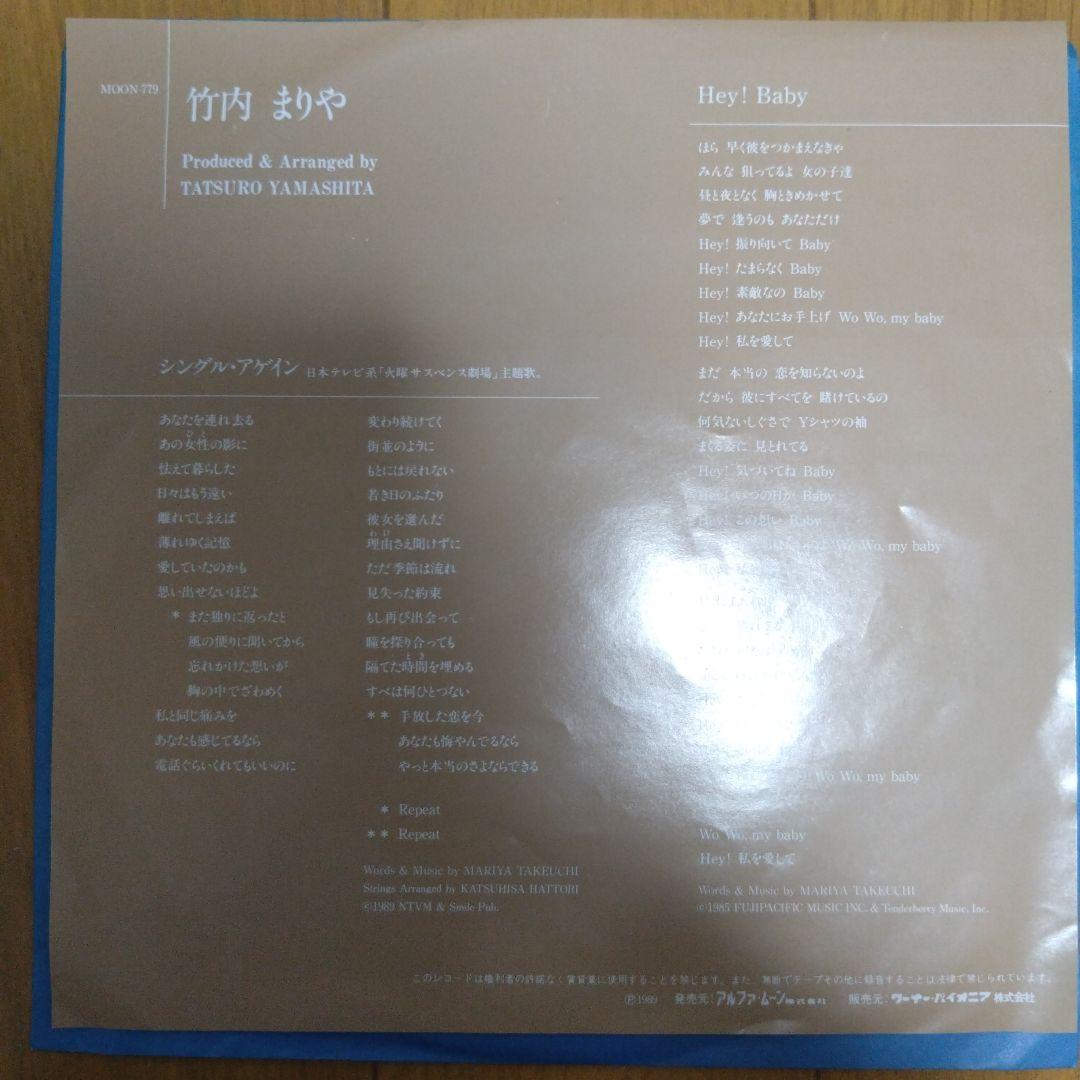 MOON-779
竹内 まりや
Produced & Arranged by
TATSURO YAMASHITA
シングル・アゲイン 日本テレビ系「火曜サスペンス劇場」主題歌。
あなたを連れ去る
あの女性の影に
ひと
怯えて暮らした
日々はもう遠い
離れてしまえば
薄れゆく記憶
愛していたのかも
思い出せないほどよ
* また独りに返ったと
風の便りに聞いてから
忘れかけた想いが
胸の中でざわめく
私と同じ痛みを
あなたも感じてるなら
電話ぐらいくれてもいいのに
変わり続けてく
街並のように
もとには戻れない
若き日のふたり
彼女を選んだ
わけ
理由さえ聞けずに
ただ季節は流れ
見失った約束
もし再び出会って
瞳を探り合っても
とき
隔てた時間を埋める
すべは何ひとつない
** 手放した恋を今
あなたも悔やんでるなら
やっと本当のさよならできる
* Repeat
** Repeat
Words & Music by MARIYA TAKEUCHI
Strings Arranged by KATSUHISA HATTORI
©1989 NTVM & Smile Pub.
Hey! Baby
ほら 早く彼をつかまえなきゃ
みんな 狙ってるよ 女の子達
昼と夜となく 胸ときめかせて
夢で 逢うのも あなただけ
Hey! 振り向いて Baby
Hey! たまらなく Baby
Hey! 素敵なの Baby
Hey! あなたにお手上げ Wo Wo, my baby
Hey! 私を愛して
まだ 本当の 恋を知らないのよ
だから 彼にすべてを 賭けているの
何気ないしぐさで Yシャツの袖
まくる姿に 見とれてる
Hey! 気づいてね Baby
Hey! いつの日か Baby
Hey! この想い Baby
Wo Wo, my baby
Wo Wo, my baby
Wo Wo, my baby
Hey! 私を愛して
Words & Music by MARIYA TAKEUCHI
©1985 FUJIPACIFIC MUSIC INC. & Tenderberry Music, Inc.
このレコードは権利者の許諾なく賃貸業に使用することを禁じます。また、無断でテープその他に録音することは法律で禁じられています。
Ⓟ1989 発売元：アルファ・ムーン株式会社 販売元：ワーナー・パイオニア株式会社